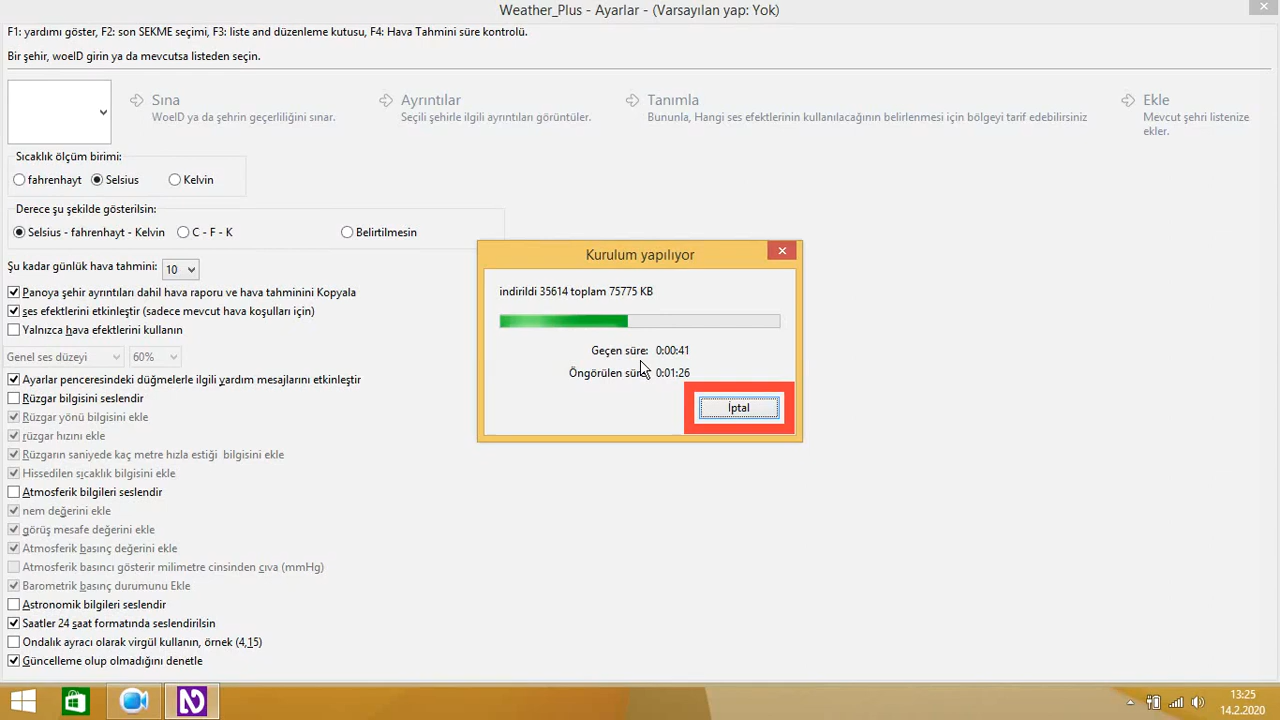 Weather_Plus - Ayarlar - (Varsayılan yap: Yok)
F1: yardımı göster, F2: son SEKME seçimi, F3: liste and düzenleme kutusu, F4: Hava Tahmini süre kontrolü.
Bir şehir, woeID girin ya da mevcutsa listeden seçin.
Sına
WoeID ya da şehrin geçerliliğini sınar.
Ayrıntılar
Seçili şehirle ilgili ayrıntıları görüntüler.
Tanımla
Bununla, Hangi ses efektlerinin kullanılacağının belirlenmesi için bölgeyi tarif edebilirsiniz
Ekle
Mevcut şehri listenize
ekler.
Sıcaklık ölçüm birimi:
fahrenhayt Selsius Kelvin
Derece şu şekilde gösterilsin:
Selsius - fahrenhayt - Kelvin C - F - K Belirtilmesin
Şu kadar günlük hava tahmini: 10
Panoya şehir ayrıntıları dahil hava raporu ve hava tahminini Kopyala
ses efektlerini etkinleştir (sadece mevcut hava koşulları için)
Yalnızca hava efektlerini kullanın
Genel ses düzeyi 60%
Ayarlar penceresindeki düğmelerle ilgili yardım mesajlarını etkinleştir
Rüzgar bilgisini seslendir
Rüzgar yönü bilgisini ekle
rüzgar hızını ekle
Rüzgarın saniyede kaç metre hızla estiği bilgisini ekle
Hissedilen sıcaklık bilgisini ekle
Atmosferik bilgileri seslendir
nem değerini ekle
görüş mesafe değerini ekle
Atmosferik basınç değerini ekle
Atmosferik basıncı gösterir milimetre cinsinden cıva (mmHg)
Barometrik basınç durumunu Ekle
Astronomik bilgileri seslendir
Saatler 24 saat formatında seslendirilsin
Ondalık ayracı olarak virgül kullanın, örnek (4,15)
Güncelleme olup olmadığını denetle
Kurulum yapılıyor
indirildi 35614 toplam 75775 KB
Geçen süre: 0:00:41
Öngörülen süre: 0:01:26
İptal
13:25
14.2.2020